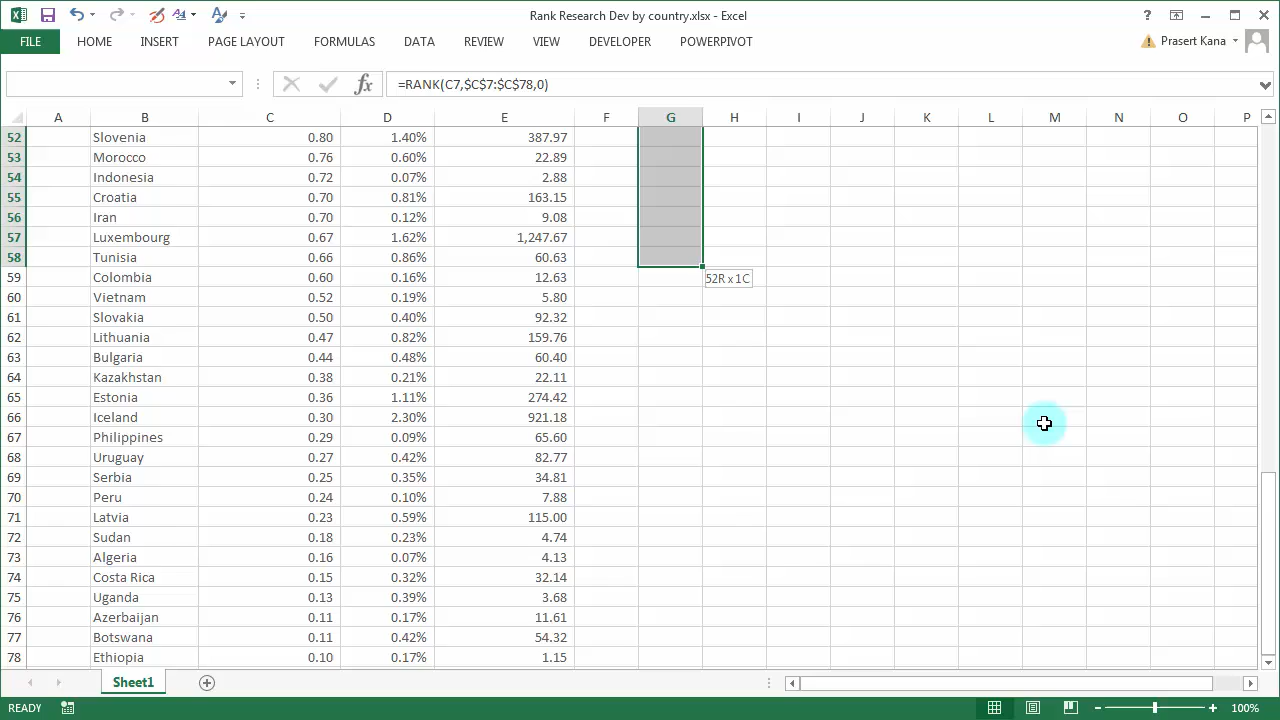 Rank Research Dev by country.xlsx - Excel
FILE HOME INSERT PAGE LAYOUT FORMULAS DATA REVIEW VIEW DEVELOPER POWERPIVOT Prasert Kana
fx =RANK(C7,$C$7:$C$78,0)
A B C D E F G H I J K L M N O P
52 Slovenia 0.80 1.40% 387.97
53 Morocco 0.76 0.60% 22.89
54 Indonesia 0.72 0.07% 2.88
55 Croatia 0.70 0.81% 163.15
56 Iran 0.70 0.12% 9.08
57 Luxembourg 0.67 1.62% 1,247.67
58 Tunisia 0.66 0.86% 60.63
59 Colombia 0.60 0.16% 12.63 52R x 1C
60 Vietnam 0.52 0.19% 5.80
61 Slovakia 0.50 0.40% 92.32
62 Lithuania 0.47 0.82% 159.76
63 Bulgaria 0.44 0.48% 60.40
64 Kazakhstan 0.38 0.21% 22.11
65 Estonia 0.36 1.11% 274.42
66 Iceland 0.30 2.30% 921.18
67 Philippines 0.29 0.09% 65.60
68 Uruguay 0.27 0.42% 82.77
69 Serbia 0.25 0.35% 34.81
70 Peru 0.24 0.10% 7.88
71 Latvia 0.23 0.59% 115.00
72 Sudan 0.18 0.23% 4.74
73 Algeria 0.16 0.07% 4.13
74 Costa Rica 0.15 0.32% 32.14
75 Uganda 0.13 0.39% 3.68
76 Azerbaijan 0.11 0.17% 11.61
77 Botswana 0.11 0.42% 54.32
78 Ethiopia 0.10 0.17% 1.15
Sheet1
READY 100%